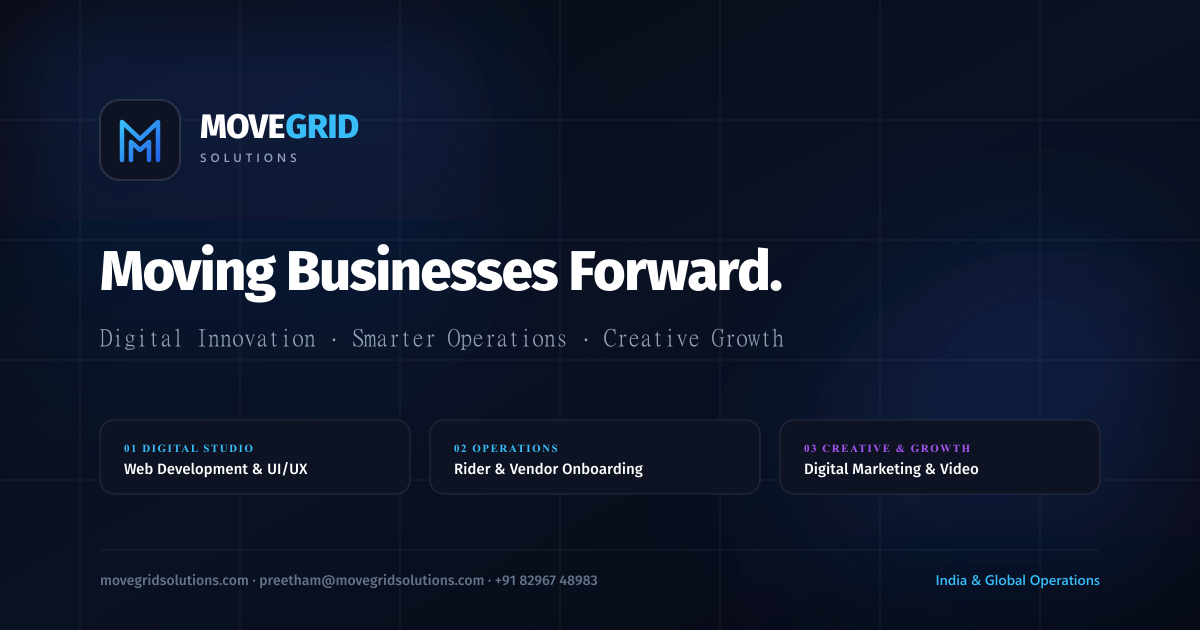 MOVEGRID
SOLUTIONS
Moving Businesses Forward.
Digital Innovation · Smarter Operations · Creative Growth
01 DIGITAL STUDIO
Web Development & UI/UX
02 OPERATIONS
Rider & Vendor Onboarding
03 CREATIVE & GROWTH
Digital Marketing & Video
movegridsolutions.com · preetham@movegridsolutions.com · +91 82967 48983
India & Global Operations